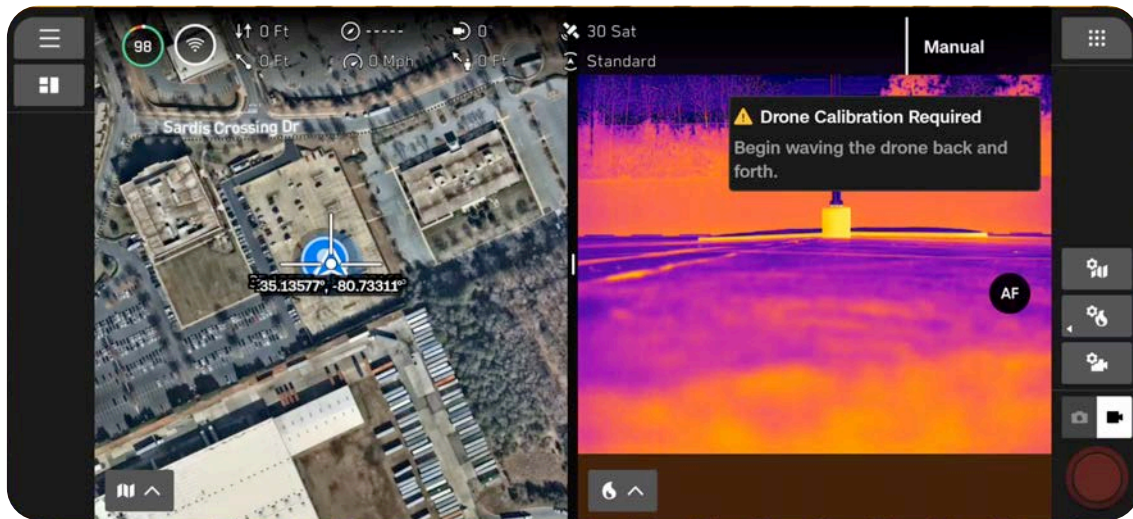 98
0 Ft
-----
0°
30 Sat
0 Ft
0 Mph
0 Ft
Standard
Manual
Sardis Crossing Dr
Drone Calibration Required
Begin waving the drone back and
forth.
35.13577°, -80.73311°
AF